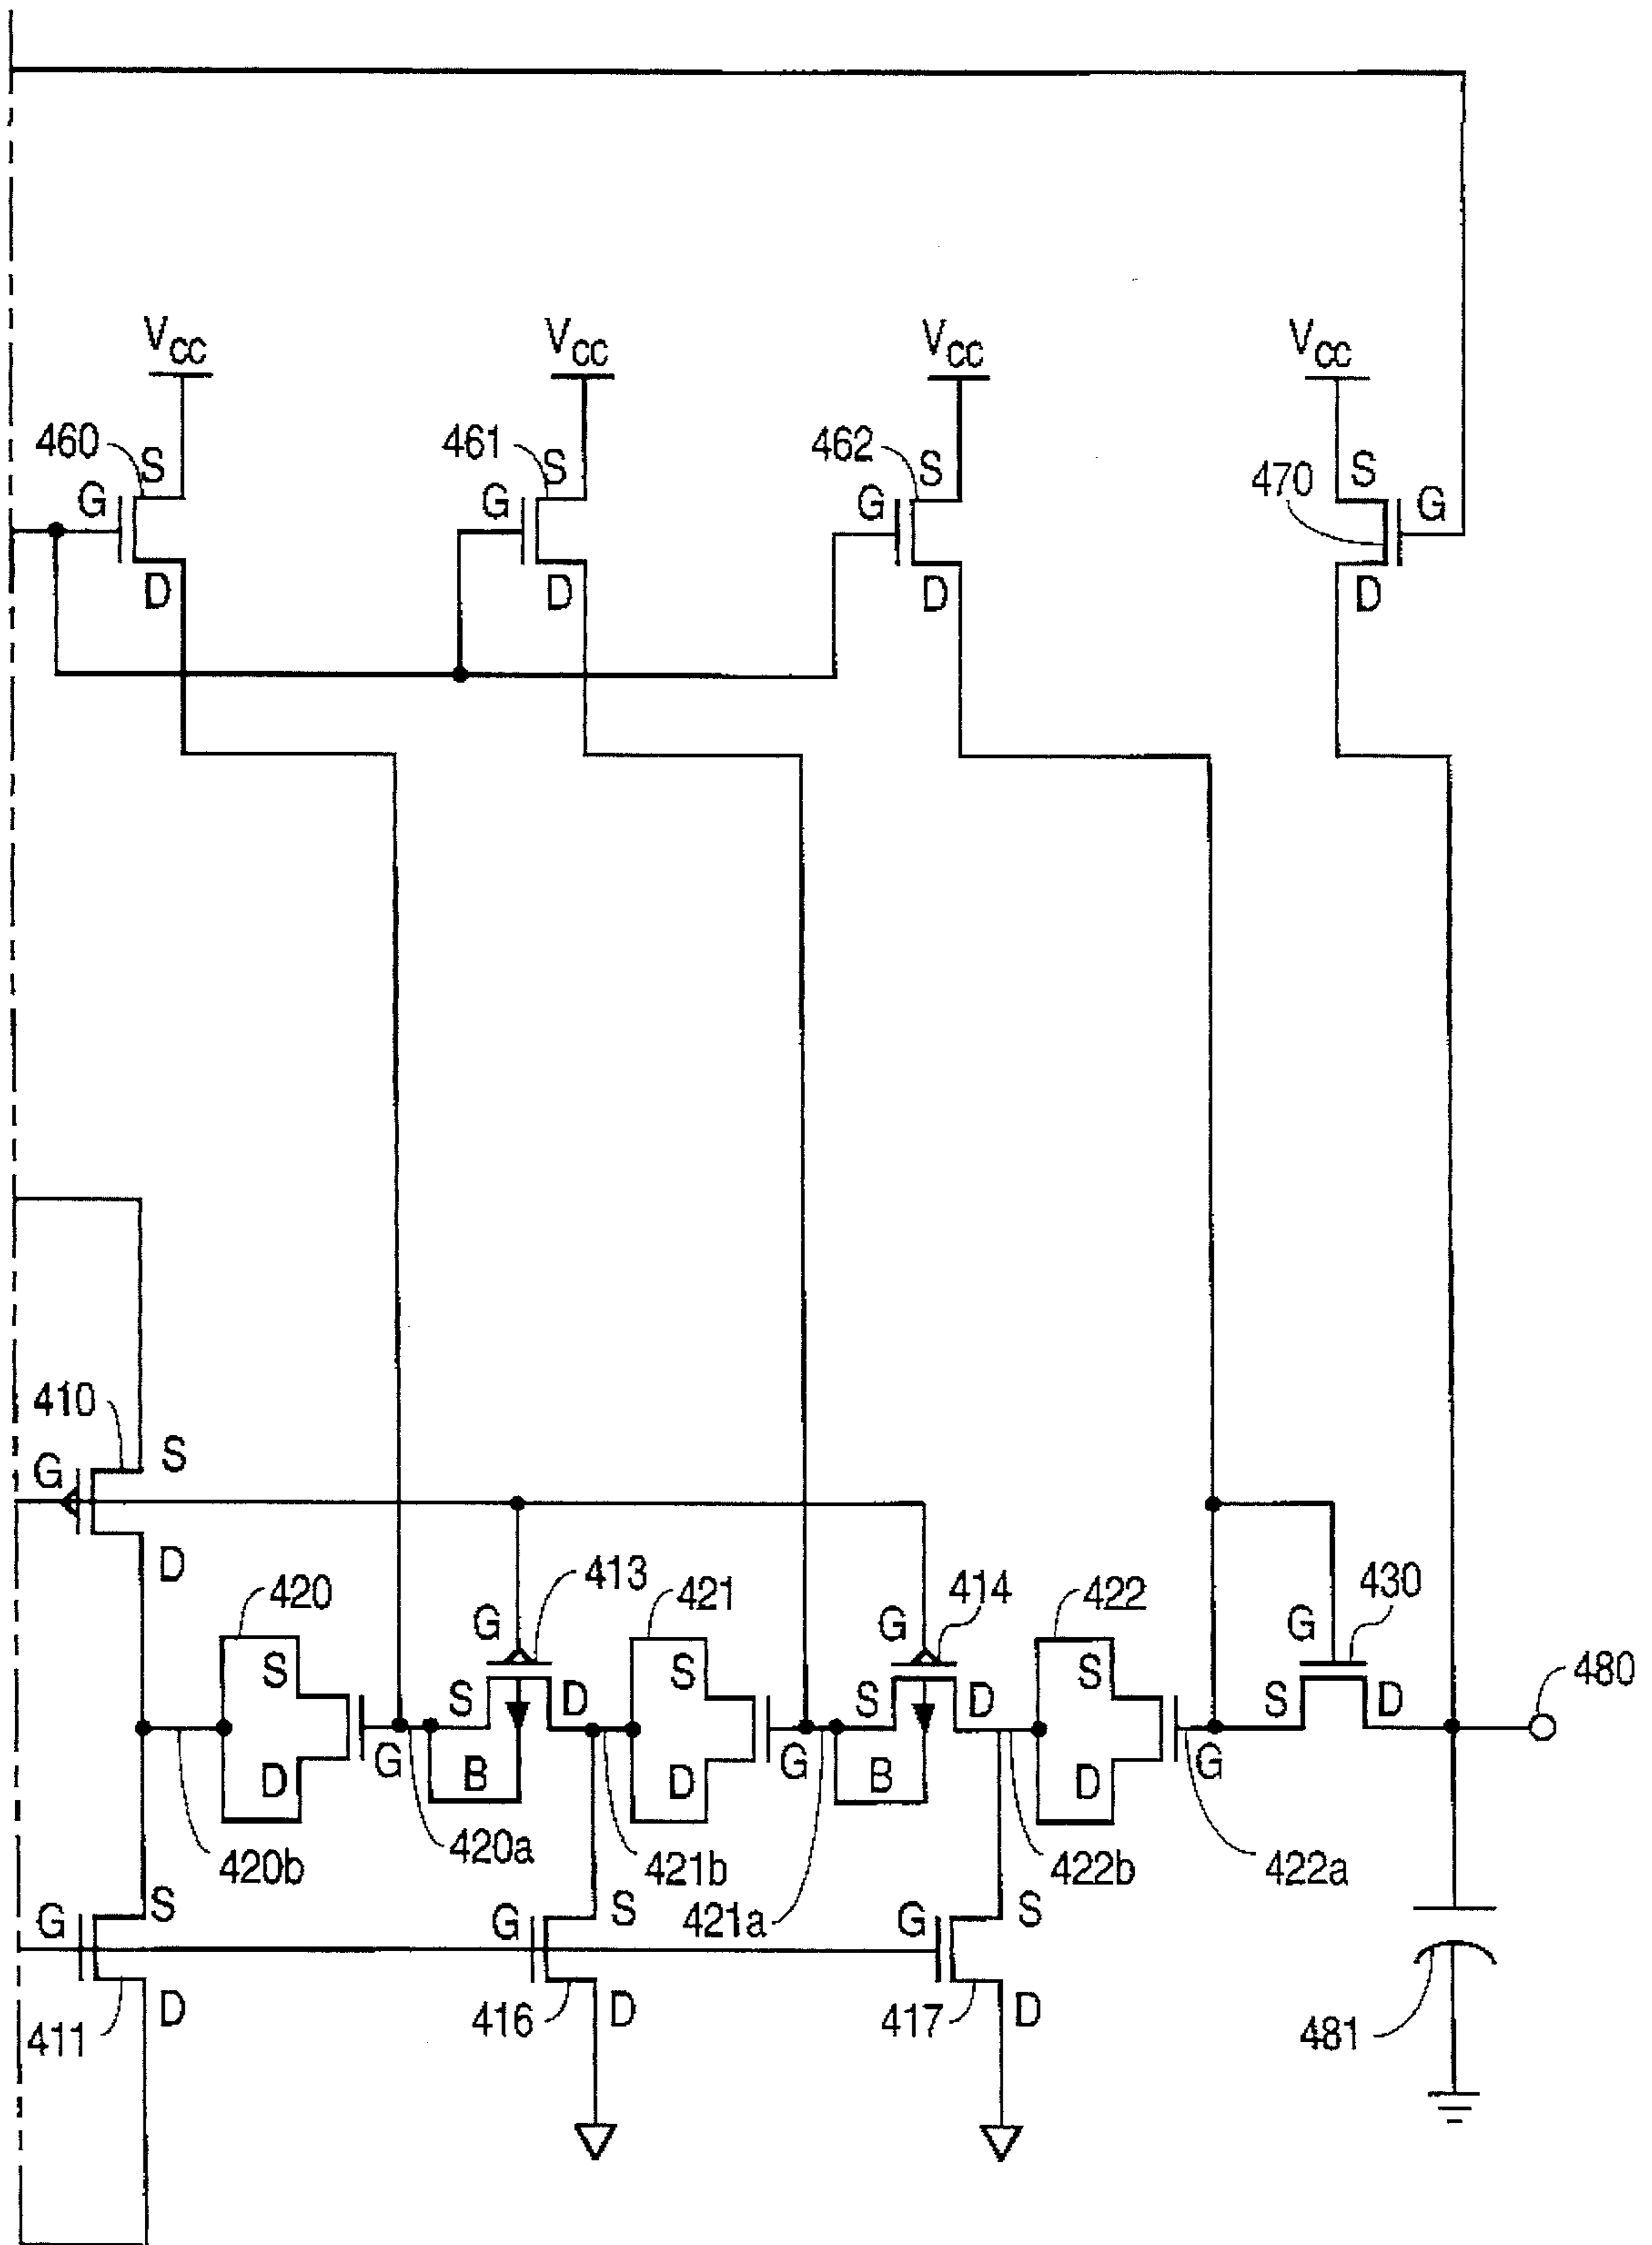 VCC VCC VCC VCC
460 S 461 S 462 S 470 S
G G G G
D D D D
410 S
G
D
420 413 421 414 422 430
G G G 480
S S D S S D S S D
D G B D G B D G
420b 420a 421b 421a 422b 422a
G S G S G S
D D D
411 416 417 481